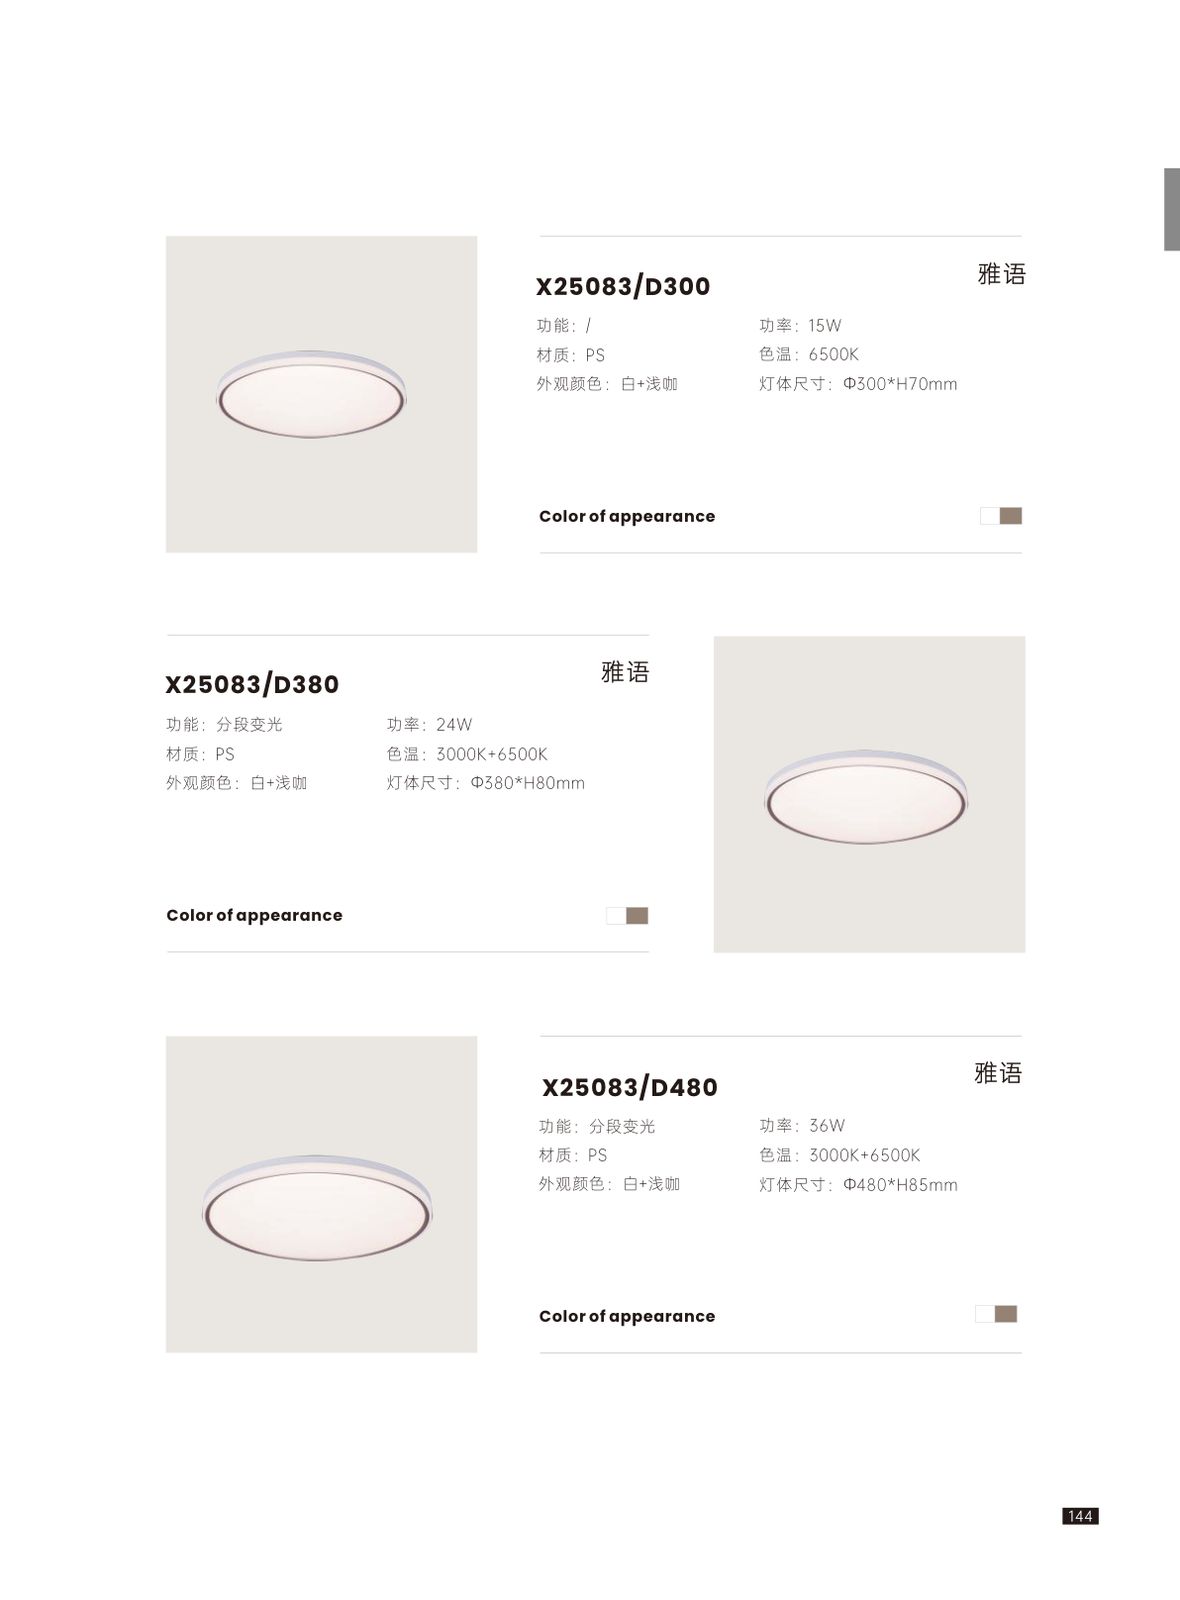 雅语
X25083/D300
功能：/
功率：15W
材质：PS
色温：6500K
外观颜色：白+浅咖
灯体尺寸：Φ300*H70mm
Color of appearance
雅语
X25083/D380
功能：分段变光
功率：24W
材质：PS
色温：3000K+6500K
外观颜色：白+浅咖
灯体尺寸：Φ380*H80mm
Color of appearance
雅语
X25083/D480
功能：分段变光
功率：36W
材质：PS
色温：3000K+6500K
外观颜色：白+浅咖
灯体尺寸：Φ480*H85mm
Color of appearance
144